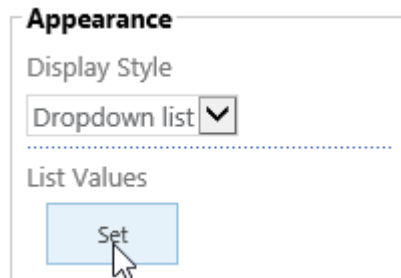 Appearance
Display Style
Dropdown list
List Values
Set